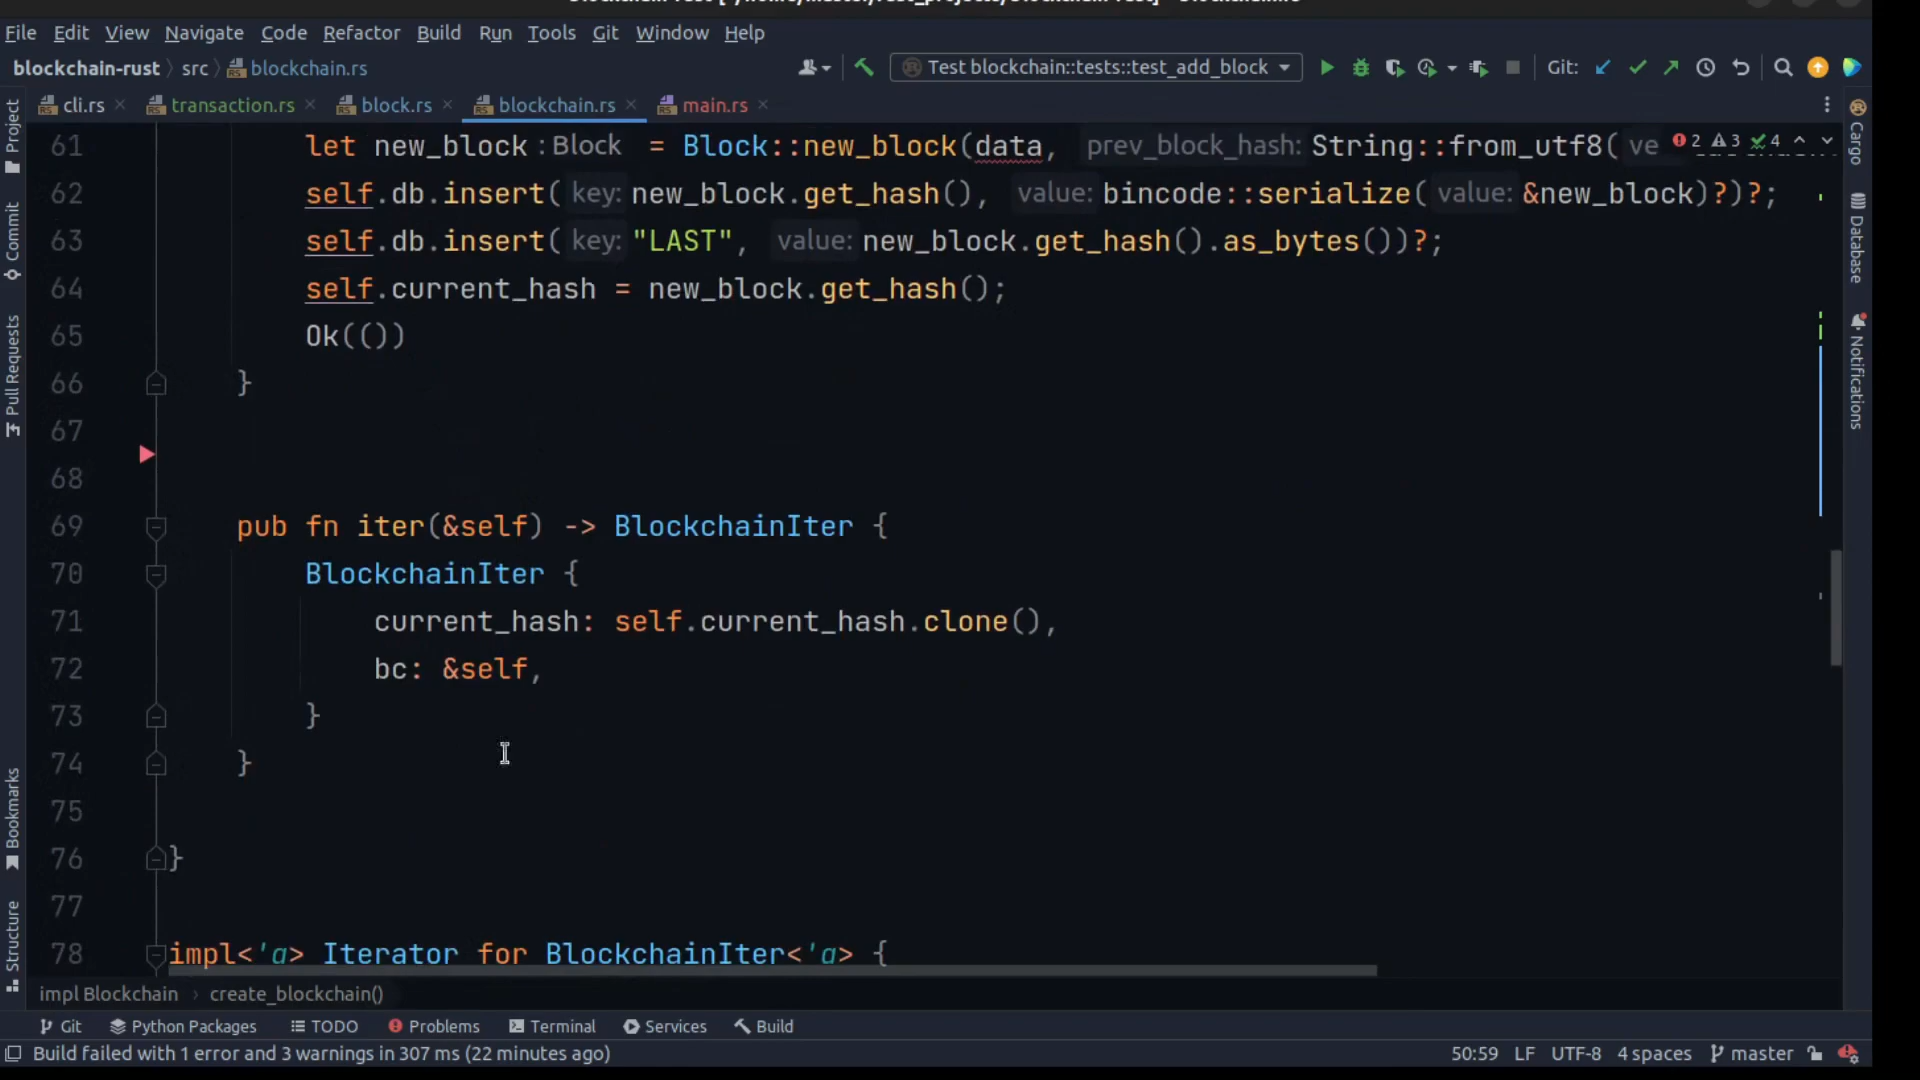 File Edit View Navigate Code Refactor Build Run Tools Git Window Help
blockchain-rust src blockchain.rs Test blockchain::tests::test_add_block Git:
cli.rs transaction.rs block.rs blockchain.rs main.rs
61 let new_block : Block = Block::new_block(data, prev_block_hash: String::from_utf8( ve 2 3 4
62 self.db.insert( key: new_block.get_hash(), value: bincode::serialize( value: &new_block)?)?;
63 self.db.insert( key: "LAST", value: new_block.get_hash().as_bytes())?;
64 self.current_hash = new_block.get_hash();
65 Ok(())
66 }
67
68
69 pub fn iter(&self) -> BlockchainIter {
70 BlockchainIter {
71 current_hash: self.current_hash.clone(),
72 bc: &self,
73 }
74 }
75
76 }
77
78 impl<'a> Iterator for BlockchainIter<'a> {
impl Blockchain create_blockchain()
Git Python Packages TODO Problems Terminal Services Build
Build failed with 1 error and 3 warnings in 307 ms (22 minutes ago) 50:59 LF UTF-8 4 spaces master
Project
Commit
Pull Requests
Bookmarks
Structure
Cargo
Database
Notifications